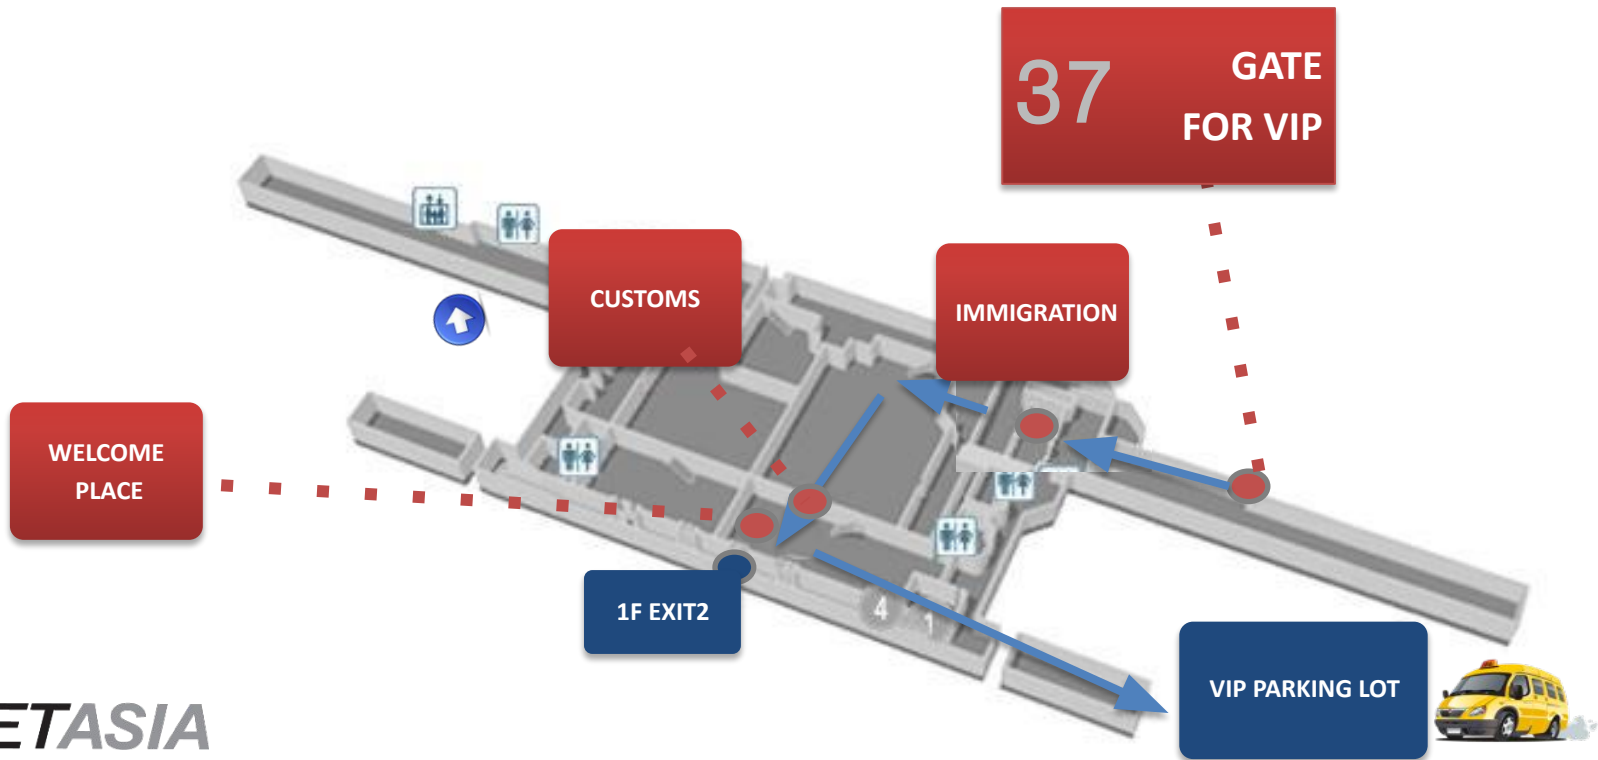 37
GATE
FOR VIP
CUSTOMS
IMMIGRATION
WELCOME
PLACE
1F EXIT2
4
1
VIP PARKING LOT
ETASIA